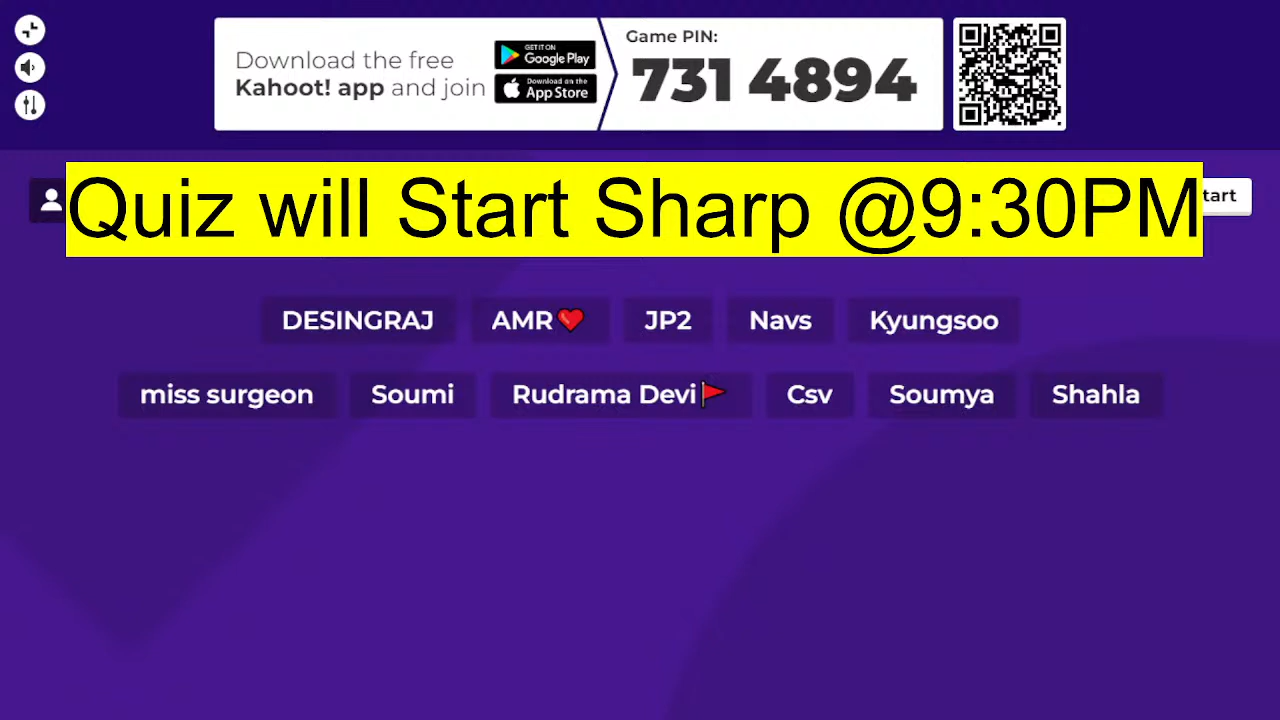 Download the free
Kahoot! app and join
GET IT ON
Google Play
Download on the
App Store
Game PIN:
731 4894
Quiz will Start Sharp @9:30PM
tart
DESINGRAJ AMR❤️ JP2 Navs Kyungsoo
miss surgeon Soumi Rudrama Devi🚩 Csv Soumya Shahla